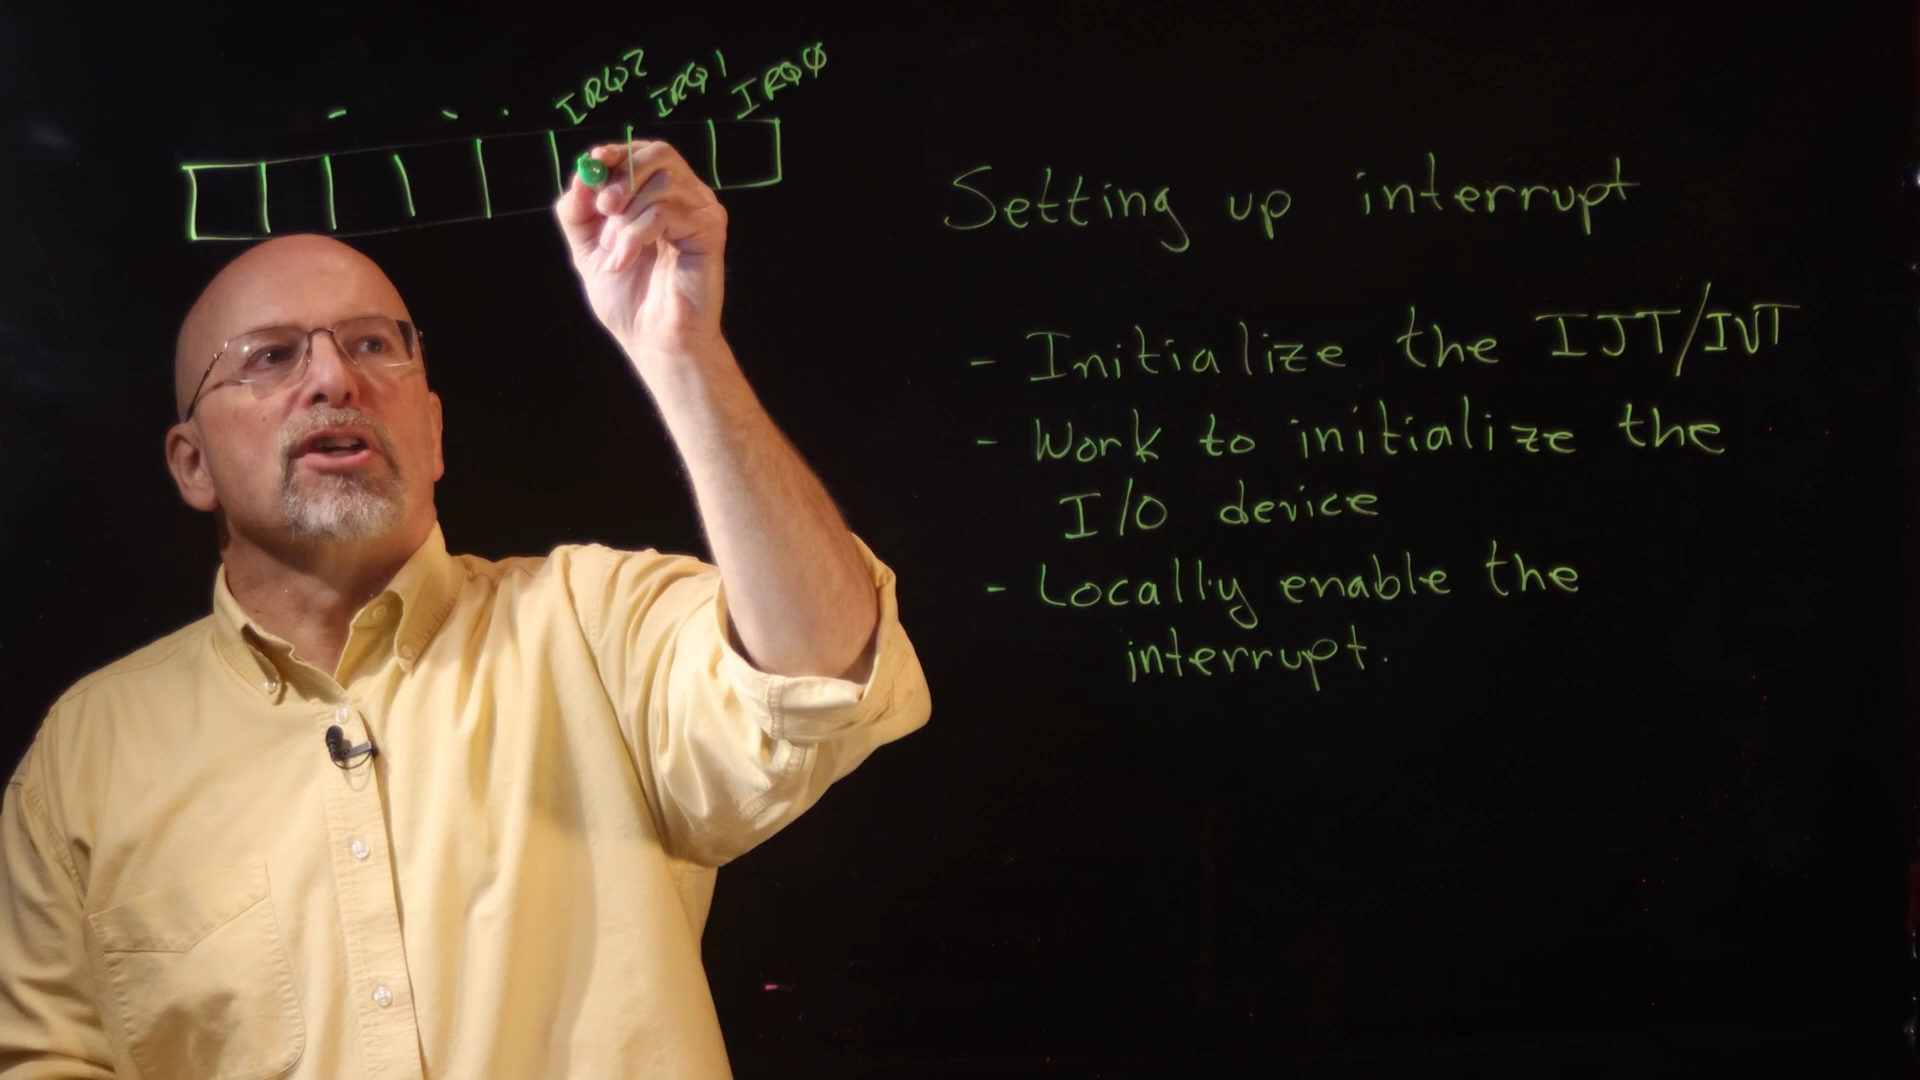 IRQ2 IRQ1 IRQ0
Setting up interrupt
- Initialize the IJT/IVT
- Work to initialize the
I/O device
- Locally enable the
interrupt.